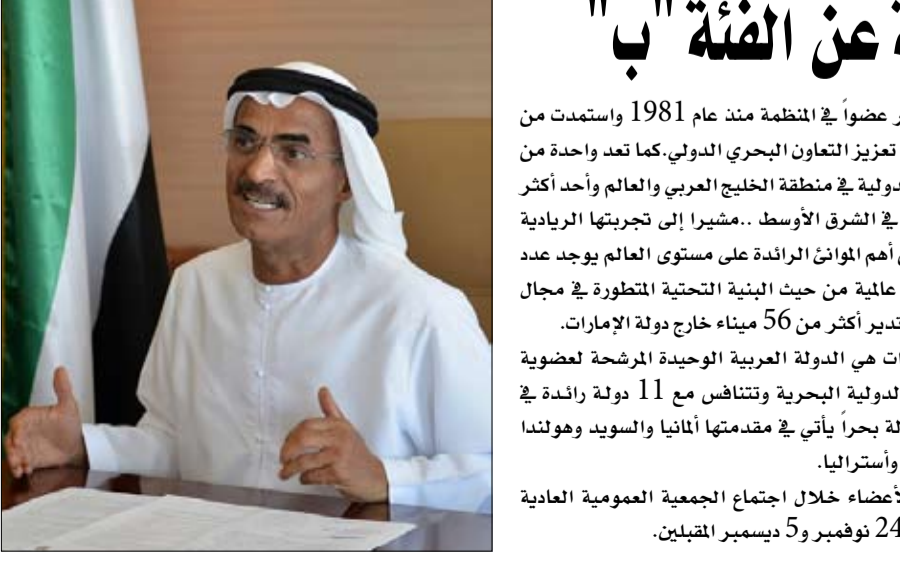 عن الفئة "ب"
عضواً في المنظمة منذ عام 1981 واستمدت من
تعزيز التعاون البحري الدولي.كما تعد واحدة من
في منطقة الخليج العربي والعالم وأحد أكثر
في الشرق الأوسط ..مشيرا إلى تجربتها الريادية
أهم الموانئ الرائدة على مستوى العالم يوجد عدد
عالمية من حيث البنية التحتية المتطورة في مجال
تدير أكثر من 56 ميناء خارج دولة الإمارات.
هي الدولة العربية الوحيدة المرشحة لعضوية
الدولية البحرية وتتنافس مع 11 دولة رائدة في
بحراً يأتي في مقدمتها ألمانيا والسويد وهولندا
وأستراليا.
خلال اجتماع الجمعية العمومية العادية
24 نوفمبر و5 ديسمبر المقبلين.